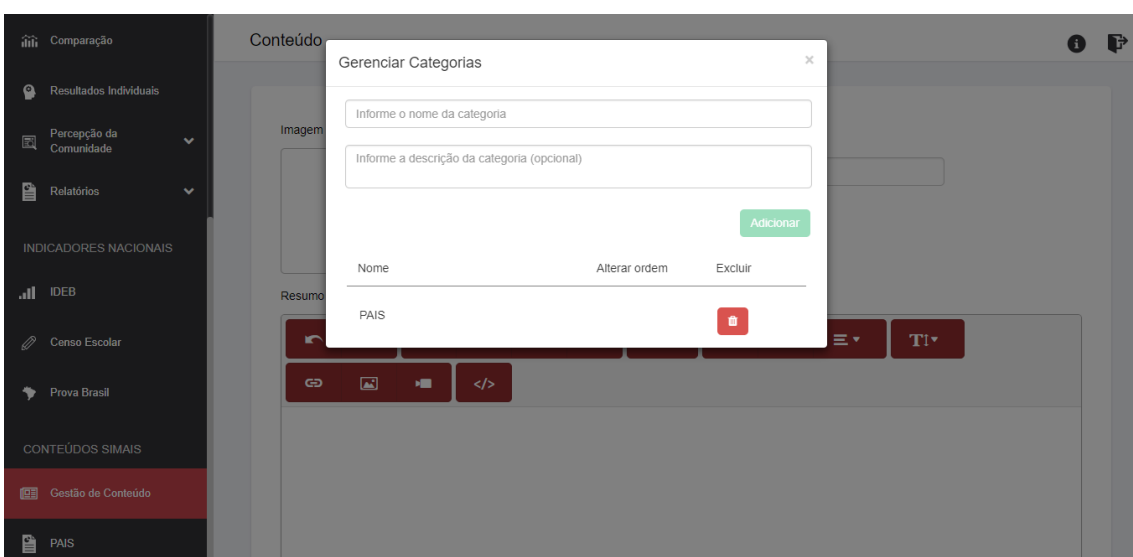 Comparação
Resultados Individuais
Percepção da
Comunidade
Relatórios
INDICADORES NACIONAIS
IDEB
Censo Escolar
Prova Brasil
CONTEÚDOS SIMAIS
Gestão de Conteúdo
PAIS
Conteúdo
Imagem
Resumo
TI
</>
Gerenciar Categorias
×
Informe o nome da categoria
Informe a descrição da categoria (opcional)
Adicionar
Nome Alterar ordem Excluir
PAIS